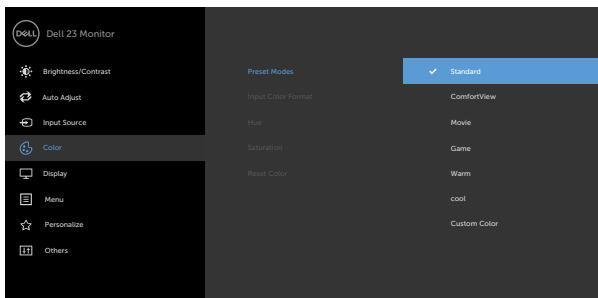 DELL Dell 23 Monitor
Brightness/Contrast
Auto Adjust
Input Source
Color
Display
Menu
Personalize
Others
Preset Modes
Input Color Format
Hue
Saturation
Reset Color
Standard
ComfortView
Movie
Game
Warm
cool
Custom Color